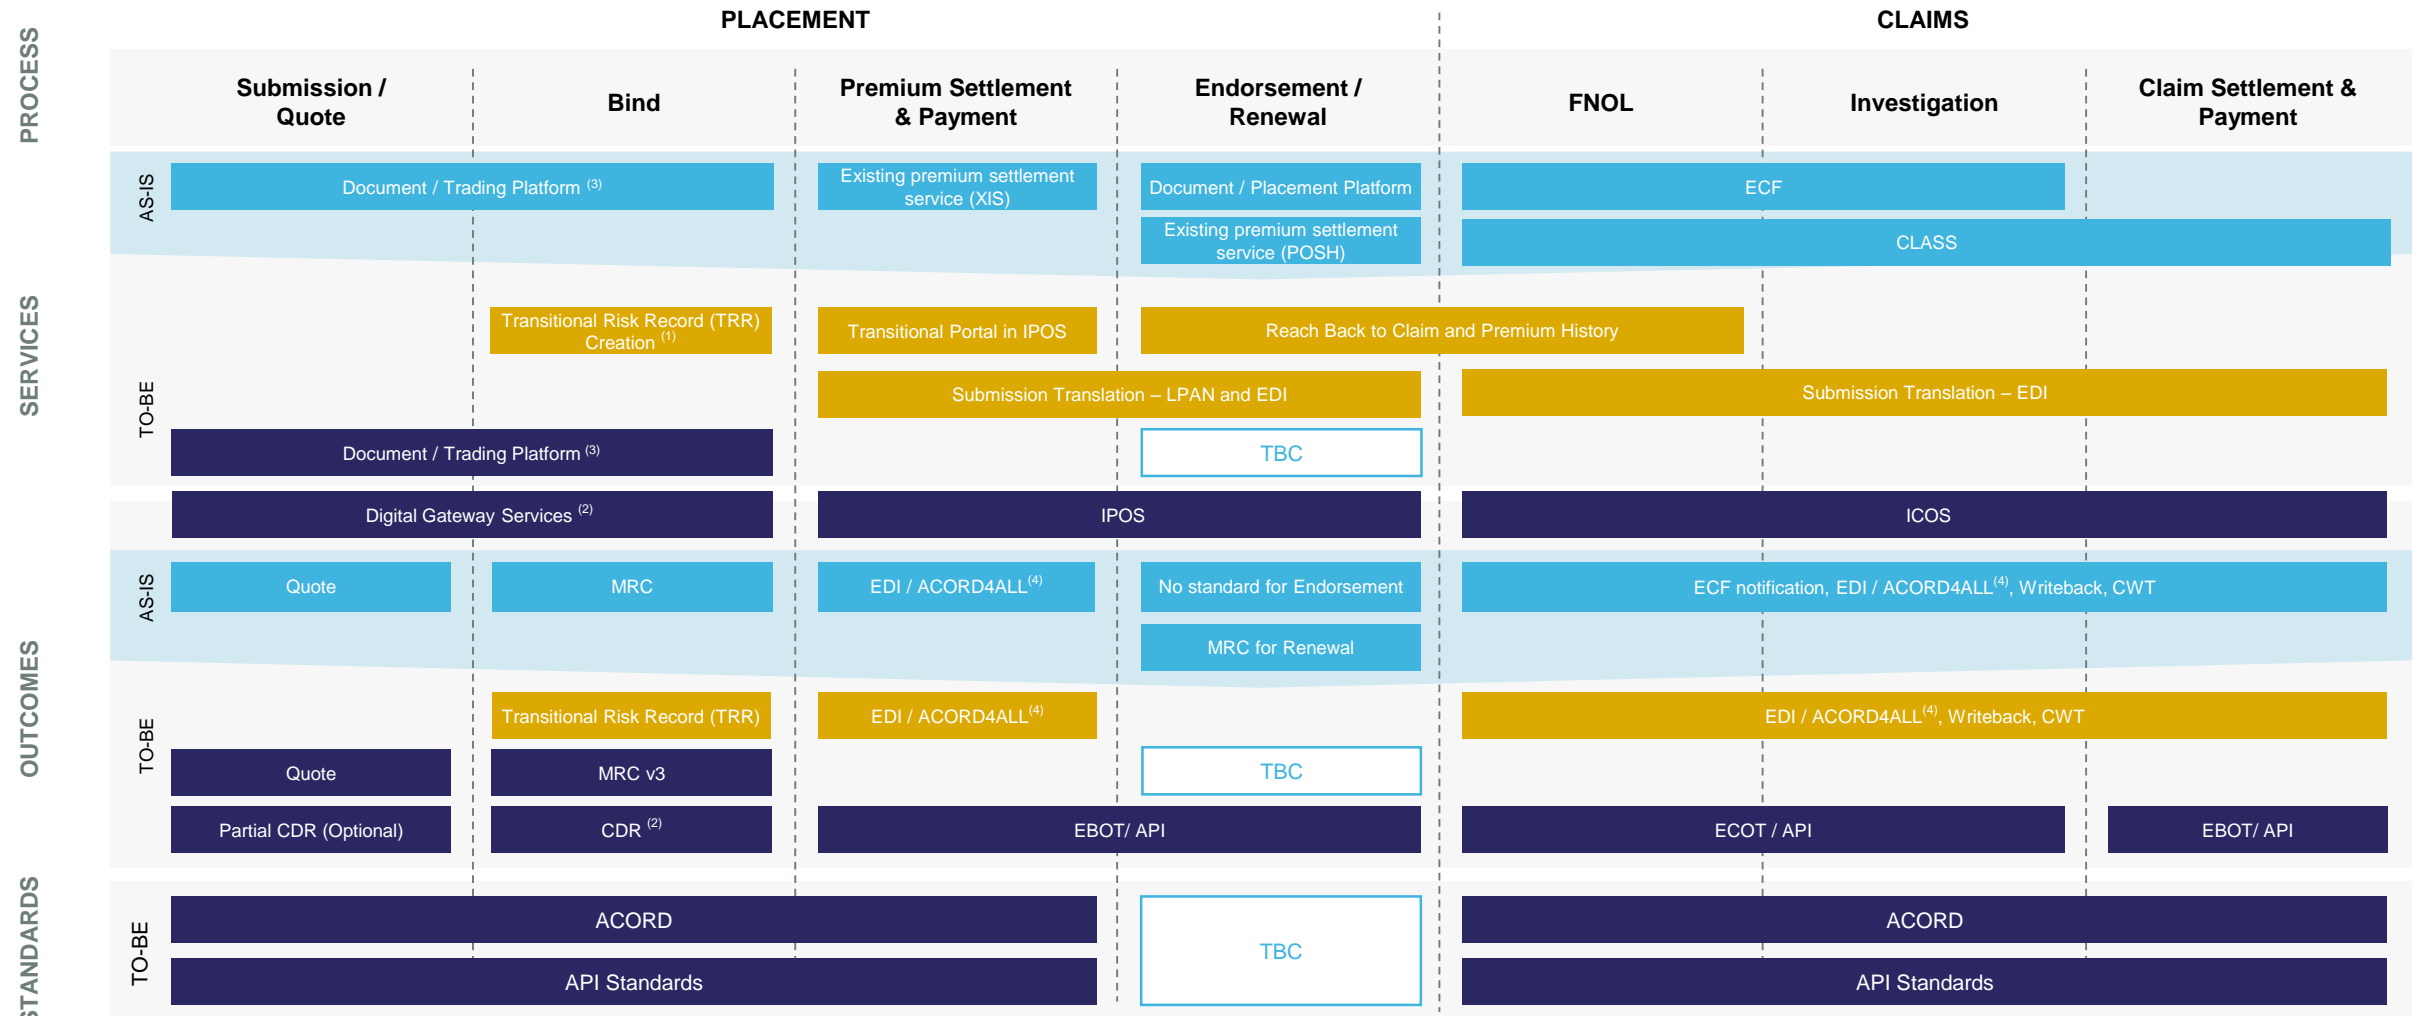 PLACEMENT
CLAIMS
PROCESS
Submission /
Quote
Bind
Premium Settlement
& Payment
Endorsement /
Renewal
FNOL
Investigation
Claim Settlement &
Payment
SERVICES
AS-IS
Document / Trading Platform (3)
Existing premium settlement
service (XIS)
Document / Placement Platform
ECF
Existing premium settlement
service (POSH)
CLASS
TO-BE
Transitional Risk Record (TRR)
Creation (1)
Transitional Portal in IPOS
Reach Back to Claim and Premium History
Submission Translation – LPAN and EDI
Submission Translation – EDI
Document / Trading Platform (3)
TBC
Digital Gateway Services (2)
IPOS
ICOS
OUTCOMES
AS-IS
Quote
MRC
EDI / ACORD4ALL(4)
No standard for Endorsement
ECF notification, EDI / ACORD4ALL(4), Writeback, CWT
MRC for Renewal
TO-BE
Transitional Risk Record (TRR)
EDI / ACORD4ALL(4)
EDI / ACORD4ALL(4), Writeback, CWT
Quote
MRC v3
TBC
Partial CDR (Optional)
CDR (2)
EBOT/ API
ECOT / API
EBOT/ API
STANDARDS
TO-BE
ACORD
TBC
ACORD
API Standards
API Standards